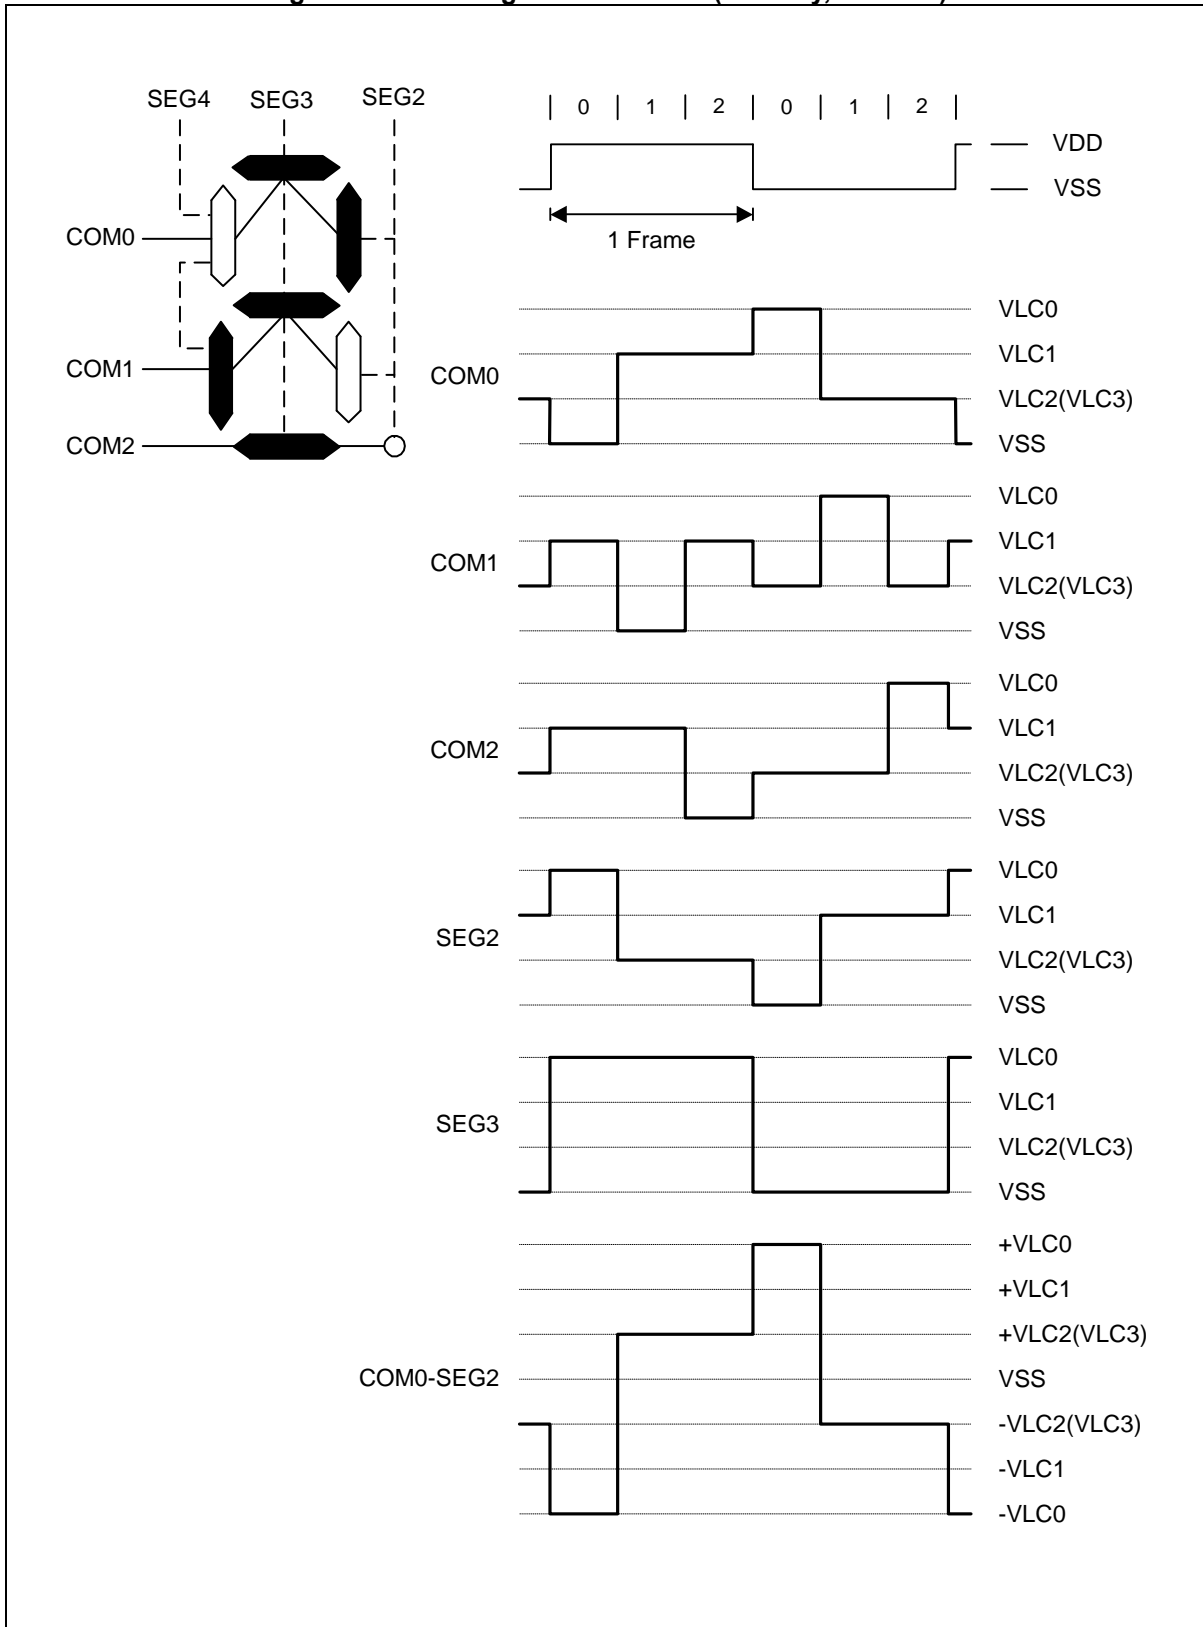 SEG4 SEG3 SEG2
COM0
COM1
COM2
0 1 2 0 1 2
VDD
VSS
1 Frame
COM0
VLC0
VLC1
VLC2(VLC3)
VSS
COM1
VLC0
VLC1
VLC2(VLC3)
VSS
COM2
VLC0
VLC1
VLC2(VLC3)
VSS
SEG2
VLC0
VLC1
VLC2(VLC3)
VSS
SEG3
VLC0
VLC1
VLC2(VLC3)
VSS
COM0-SEG2
+VLC0
+VLC1
+VLC2(VLC3)
VSS
-VLC2(VLC3)
-VLC1
-VLC0